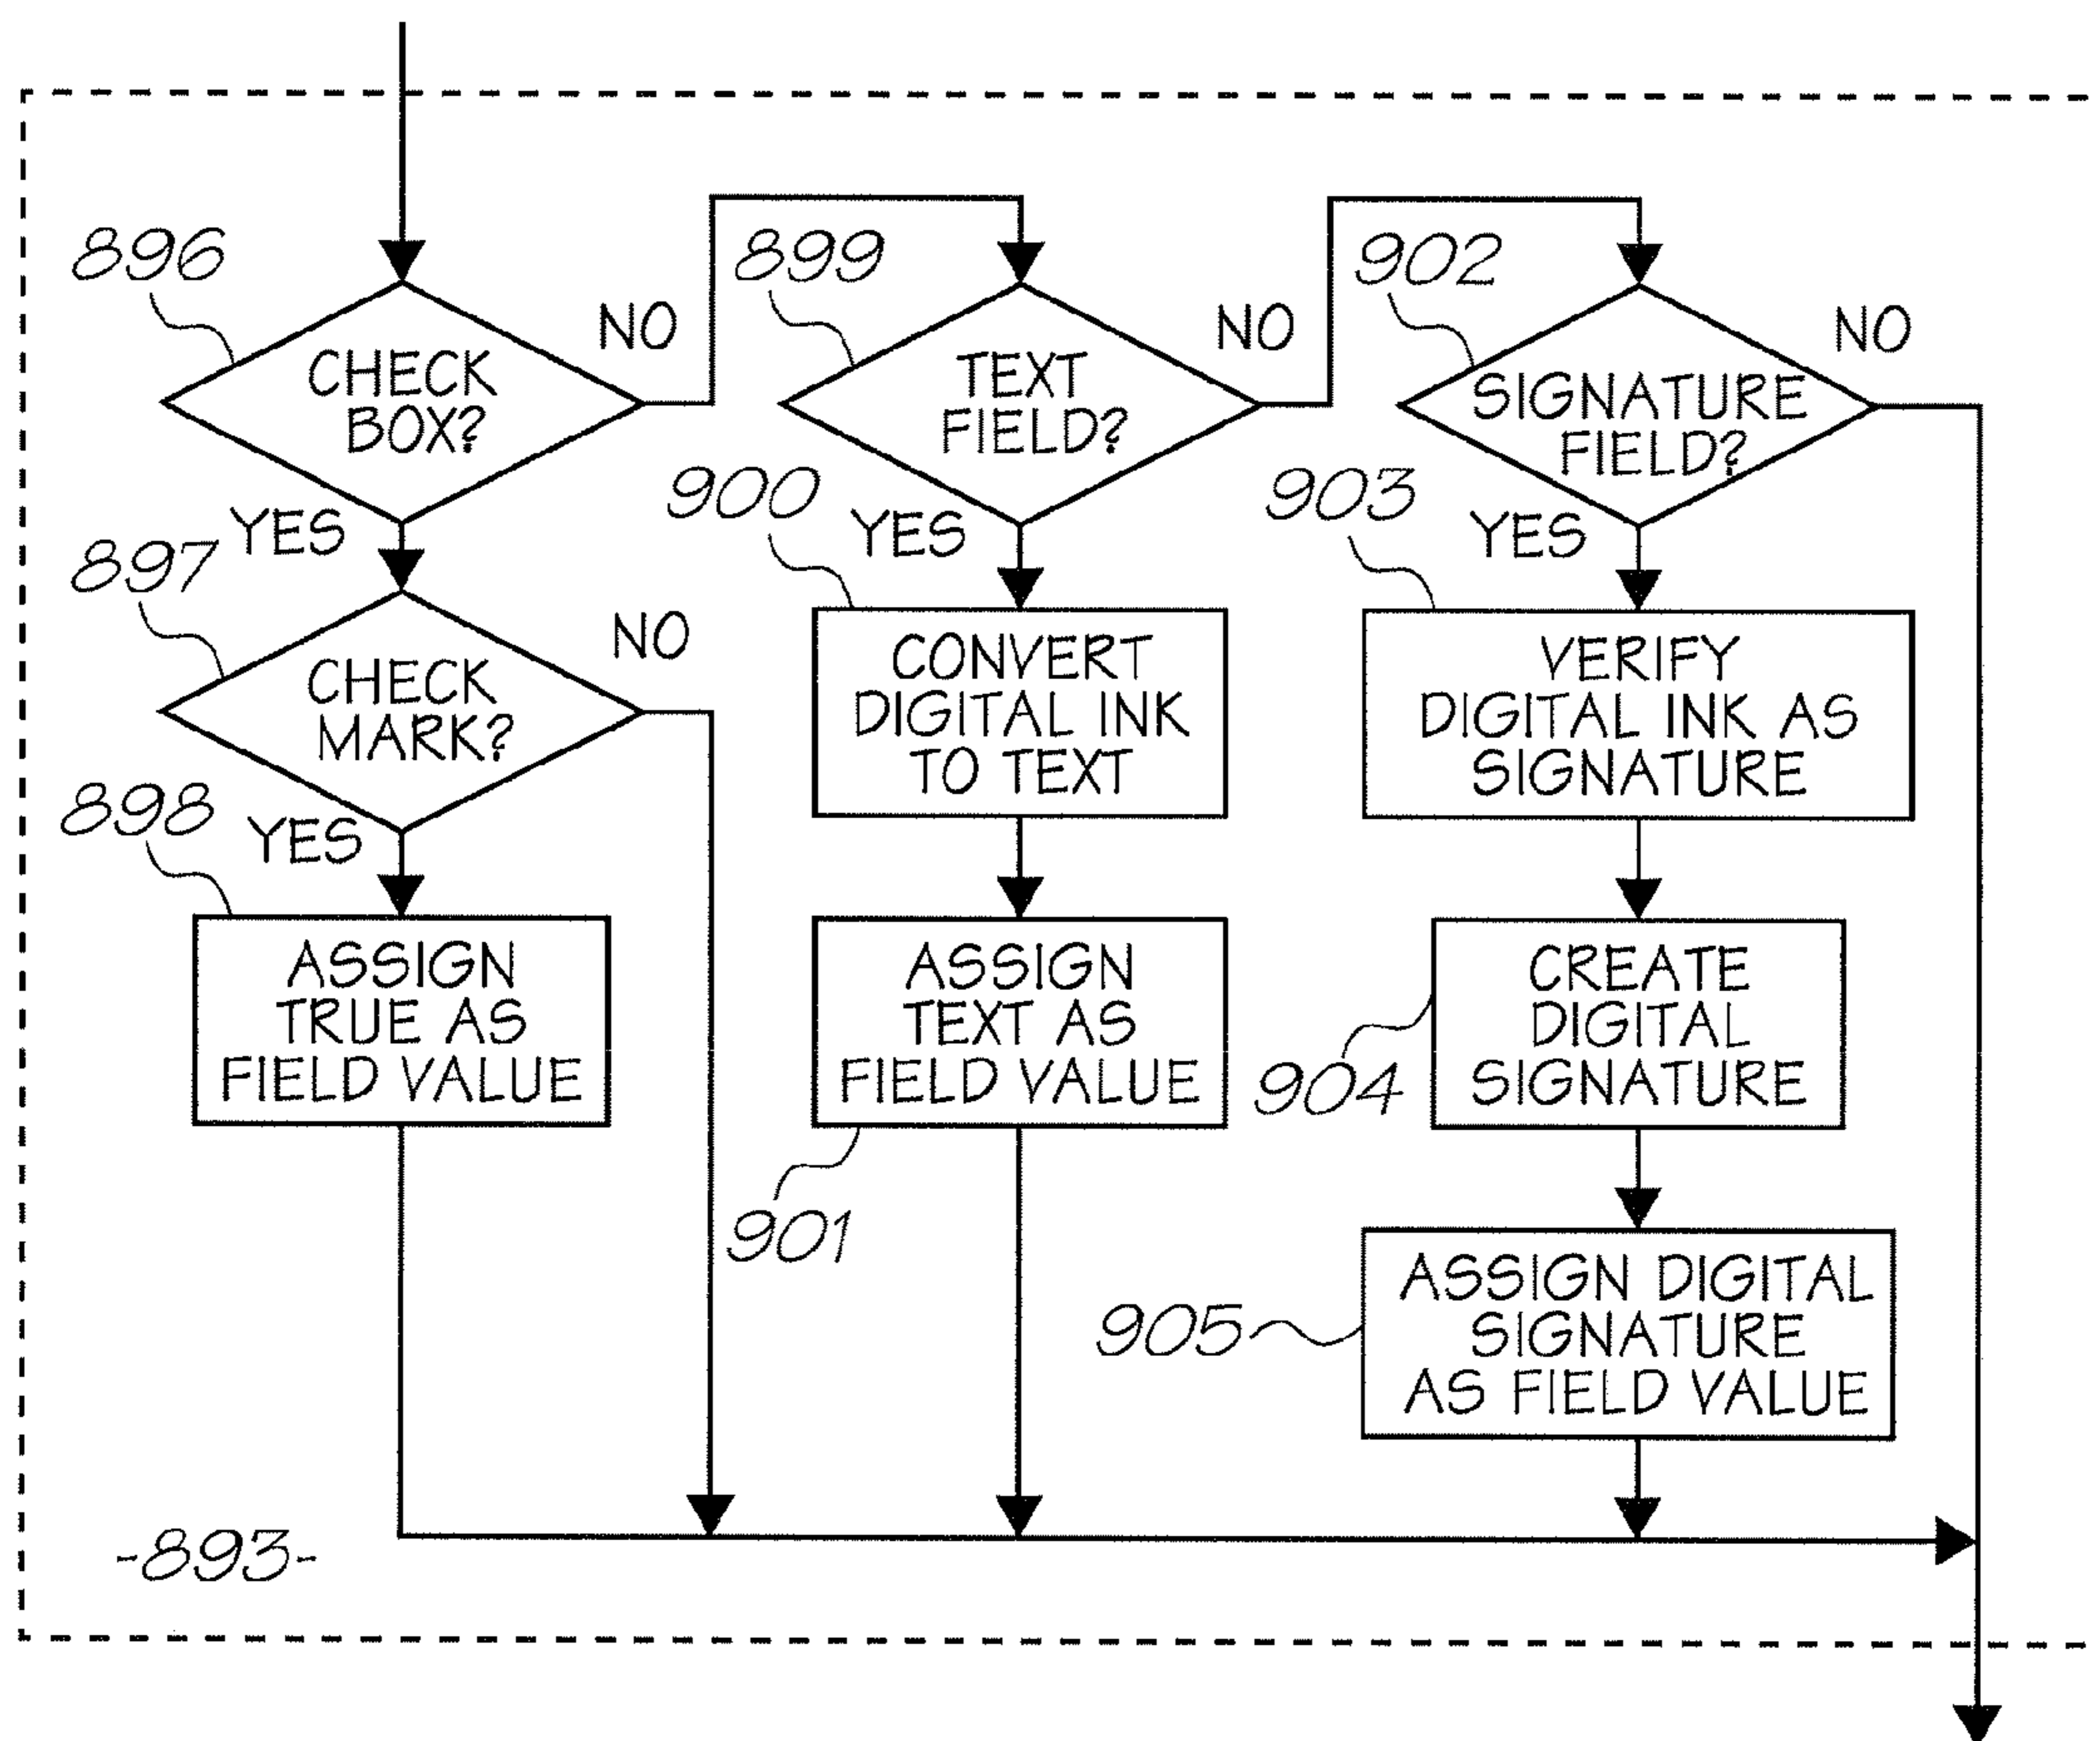 896
CHECK
BOX?
NO
YES
897
CHECK
MARK?
NO
YES
898
ASSIGN
TRUE AS
FIELD VALUE
899
TEXT
FIELD?
NO
YES
900
CONVERT
DIGITAL INK
TO TEXT
ASSIGN
TEXT AS
FIELD VALUE
901
902
SIGNATURE
FIELD?
NO
YES
903
VERIFY
DIGITAL INK AS
SIGNATURE
CREATE
DIGITAL
SIGNATURE
904
ASSIGN DIGITAL
SIGNATURE
AS FIELD VALUE
905
-893-